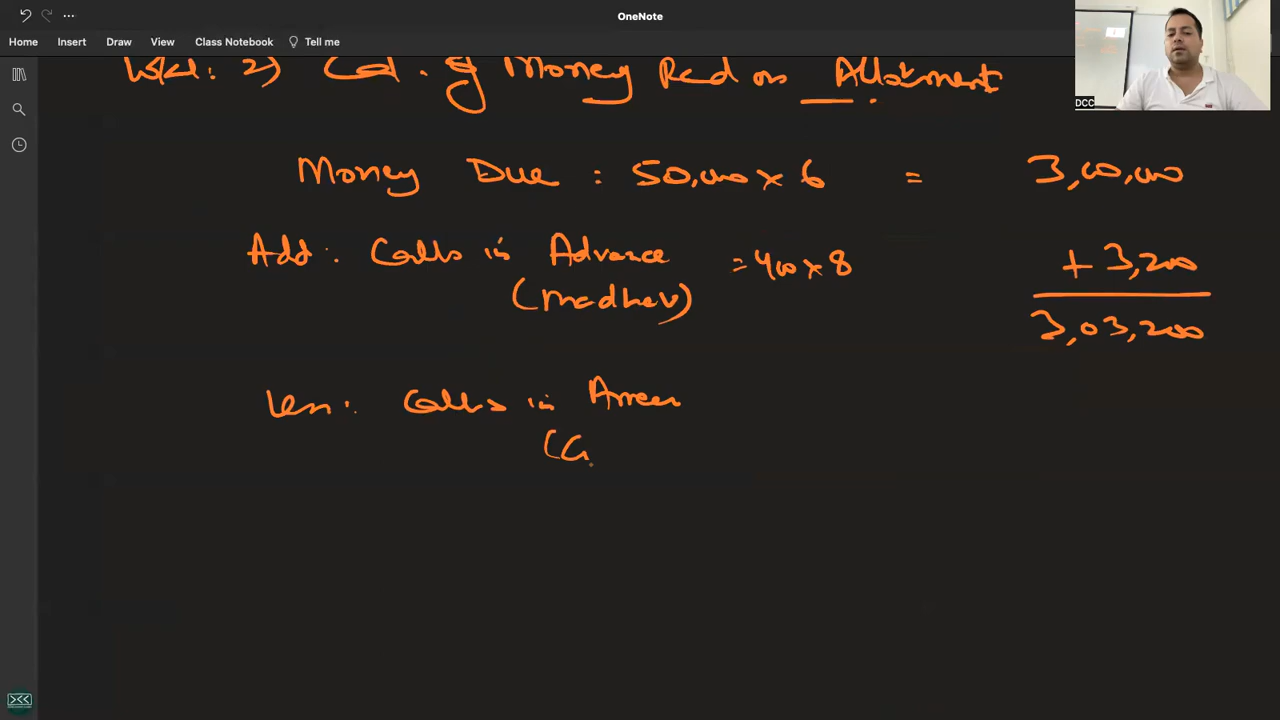 OneNote
Home Insert Draw View Class Notebook Tell me
DCC
2) Cal. of Money Recd on Allotment
Money Due : 50,000 x 6 = 3,00,000
Add : Calls in Advance = 400 x 8 + 3,200
(Madhav) 3,03,200
Less : Calls in Arrear
(G